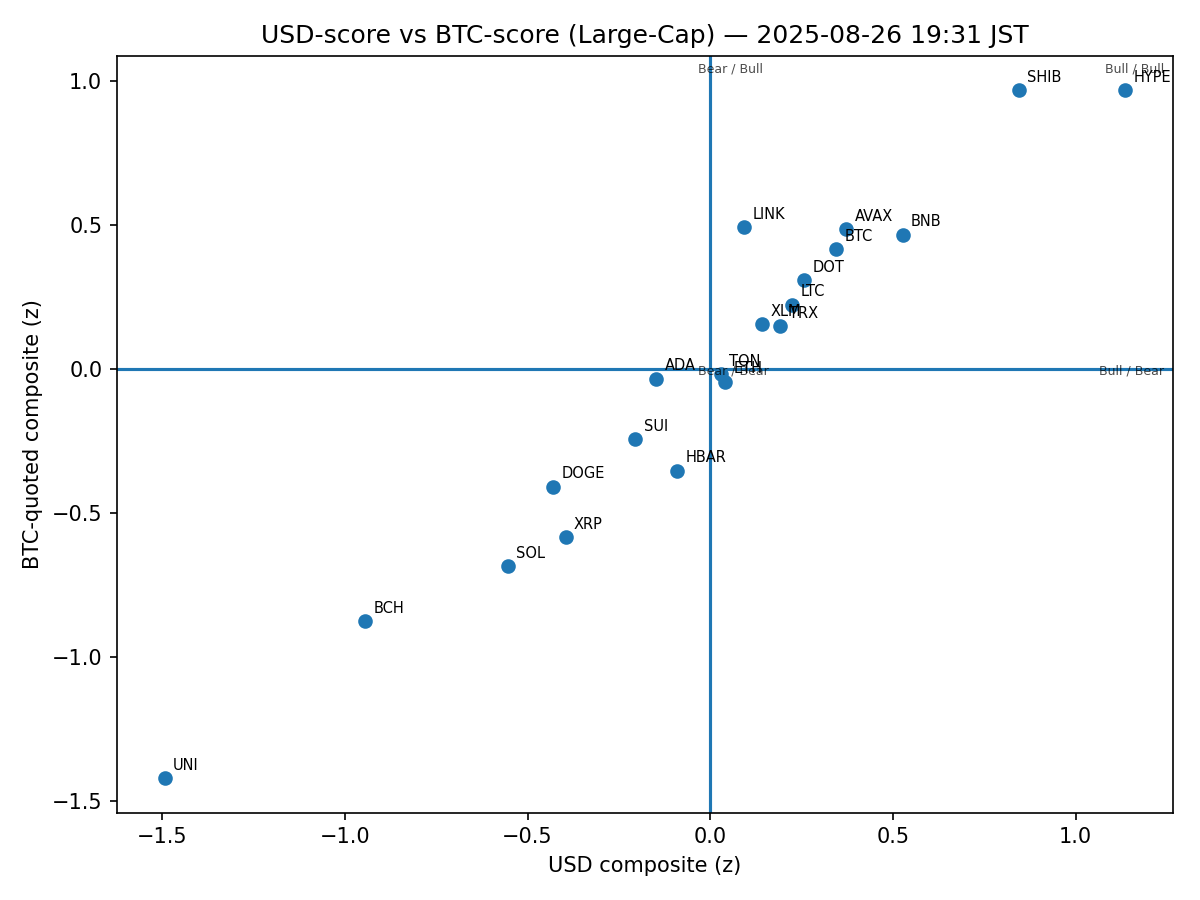 USD-score vs BTC-score (Large-Cap) — 2025-08-26 19:31 JST
Bear / Bull
Bull / Bull
SHIB
HYPE
LINK
AVAX
BNB
BTC
DOT
LTC
XLM
TRX
TON
ETH
ADA
Bear / Bear
Bull / Bear
SUI
HBAR
DOGE
XRP
SOL
BCH
UNI
1.0
0.5
0.0
−0.5
−1.0
−1.5
BTC-quoted composite (z)
−1.5
−1.0
−0.5
0.0
0.5
1.0
USD composite (z)